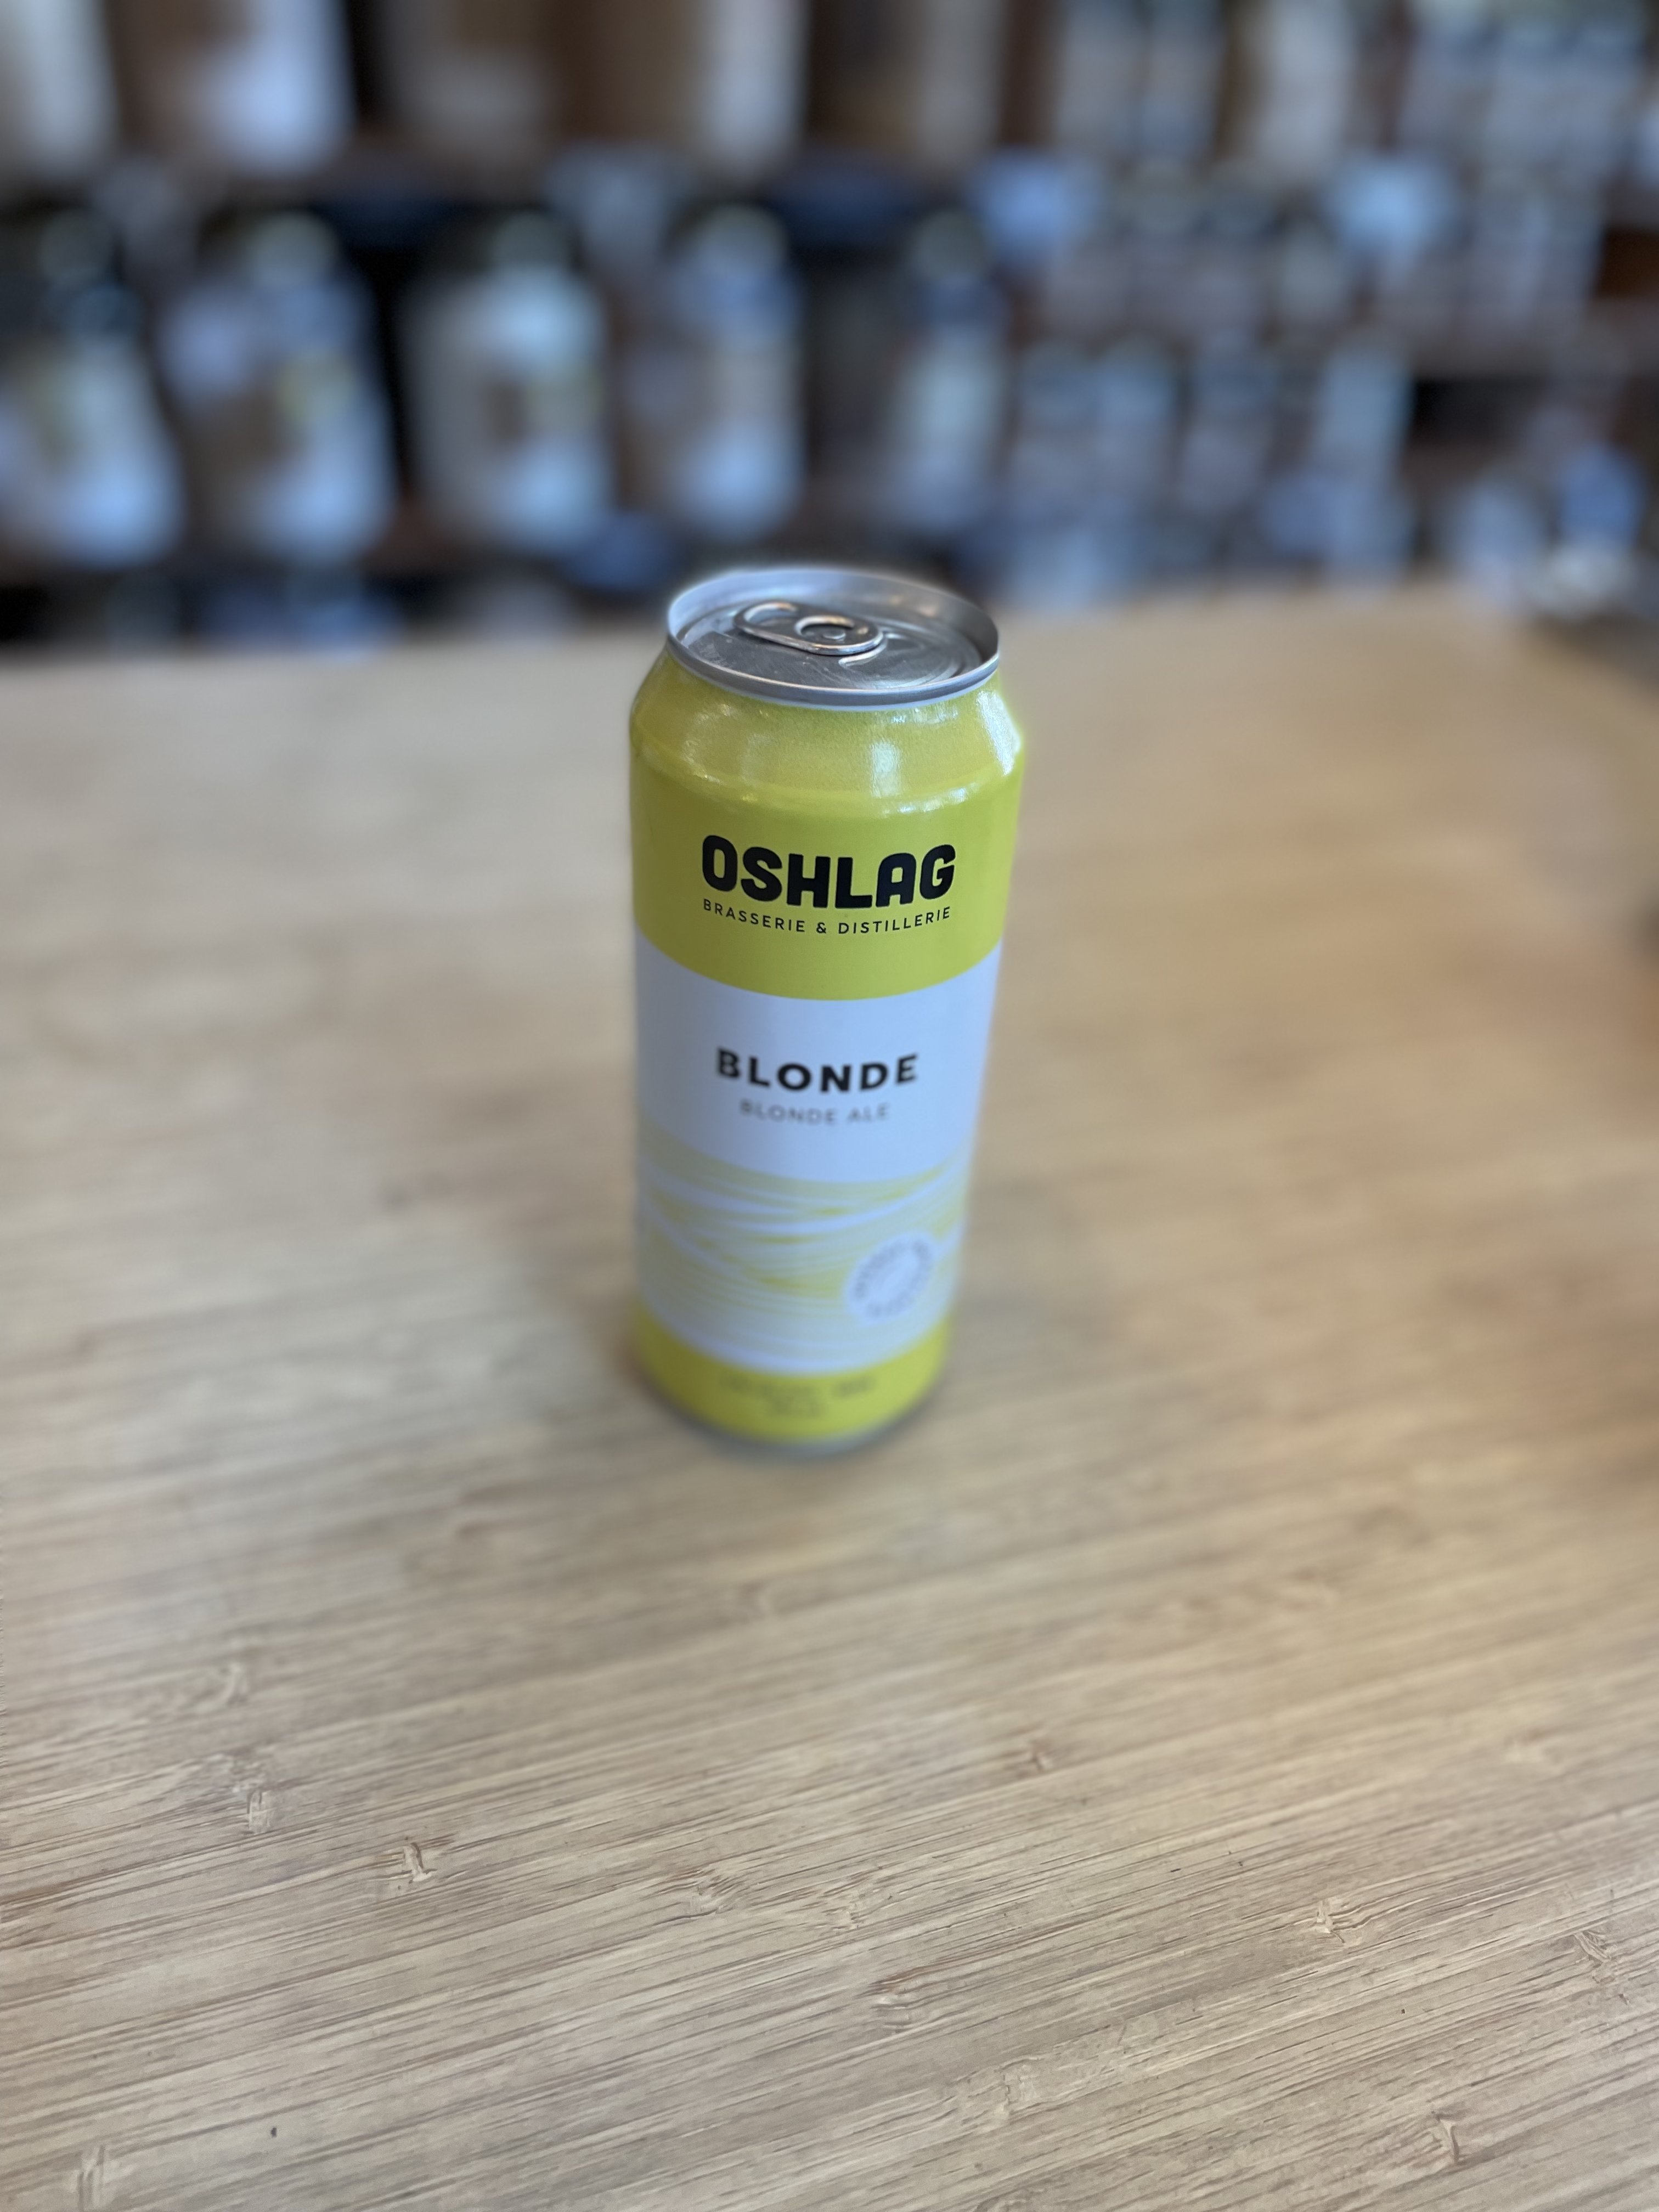 OSHLAG
BRASSERIE & DISTILLERIE
BLONDE
BLONDE ALE